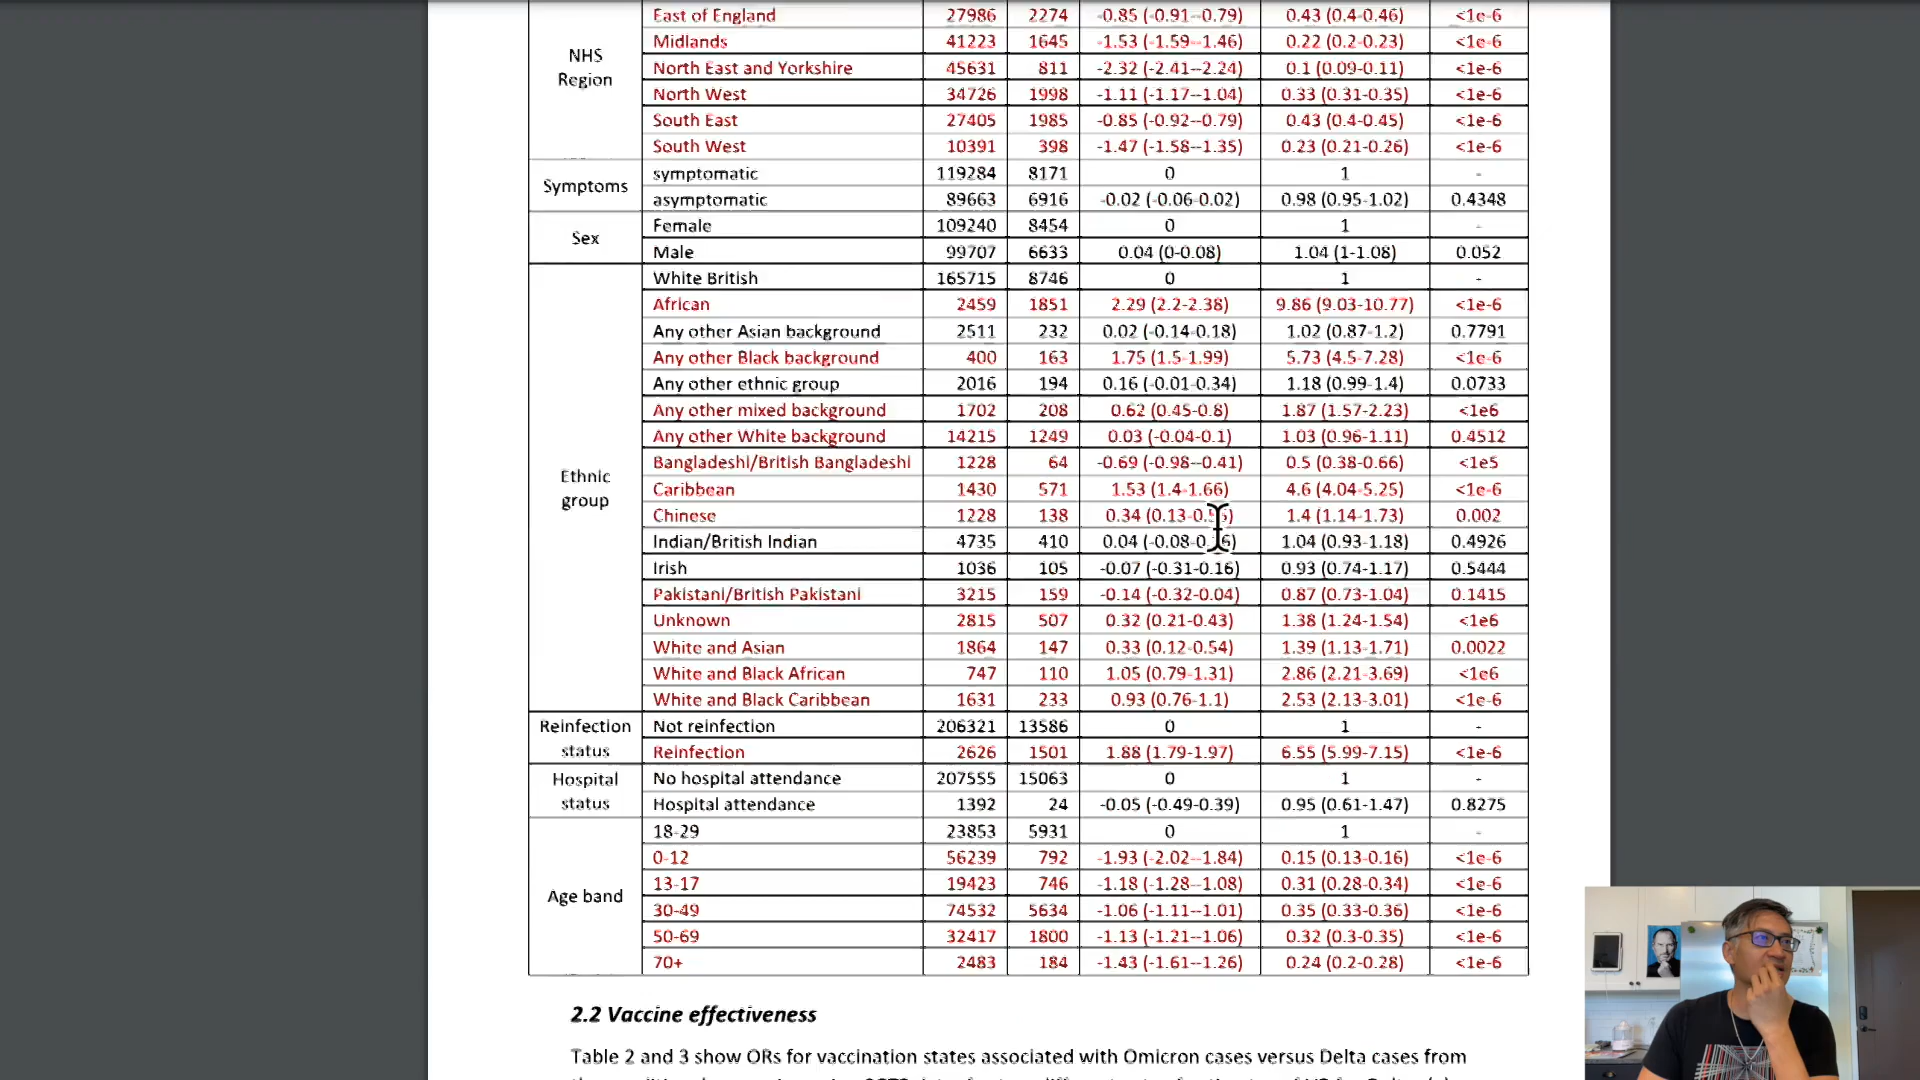 East of England 27986 2274 -0.85 (-0.91--0.79) 0.43 (0.4-0.46) <1e-6
NHS Region
Midlands 41223 1645 -1.53 (-1.59--1.46) 0.22 (0.2-0.23) <1e-6
North East and Yorkshire 45631 811 -2.32 (-2.41--2.24) 0.1 (0.09-0.11) <1e-6
North West 34726 1998 -1.11 (-1.17--1.04) 0.33 (0.31-0.35) <1e-6
South East 27405 1985 -0.85 (-0.92--0.79) 0.43 (0.4-0.45) <1e-6
South West 10391 398 -1.47 (-1.58--1.35) 0.23 (0.21-0.26) <1e-6
Symptoms
symptomatic 119284 8171 0 1 -
asymptomatic 89663 6916 -0.02 (-0.06-0.02) 0.98 (0.95-1.02) 0.4348
Sex
Female 109240 8454 0 1 -
Male 99707 6633 0.04 (0-0.08) 1.04 (1-1.08) 0.052
Ethnic group
White British 165715 8746 0 1 -
African 2459 1851 2.29 (2.2-2.38) 9.86 (9.03-10.77) <1e-6
Any other Asian background 2511 232 0.02 (-0.14-0.18) 1.02 (0.87-1.2) 0.7791
Any other Black background 400 163 1.75 (1.5-1.99) 5.73 (4.5-7.28) <1e-6
Any other ethnic group 2016 194 0.16 (-0.01-0.34) 1.18 (0.99-1.4) 0.0733
Any other mixed background 1702 208 0.62 (0.45-0.8) 1.87 (1.57-2.23) <1e6
Any other White background 14215 1249 0.03 (-0.04-0.1) 1.03 (0.96-1.11) 0.4512
Bangladeshi/British Bangladeshi 1228 64 -0.69 (-0.98--0.41) 0.5 (0.38-0.66) <1e5
Caribbean 1430 571 1.53 (1.4-1.66) 4.6 (4.04-5.25) <1e-6
Chinese 1228 138 0.34 1.4 (1.14-1.73) 0.002
Indian/British Indian 4735 410 0.04 1.04 (0.93-1.18) 0.4926
Irish 1036 105 -0.07 (-0.31-0.16) 0.93 (0.74-1.17) 0.5444
Pakistani/British Pakistani 3215 159 -0.14 (-0.32-0.04) 0.87 (0.73-1.04) 0.1415
Unknown 2815 507 0.32 (0.21-0.43) 1.38 (1.24-1.54) <1e6
White and Asian 1864 147 0.33 (0.12-0.54) 1.39 (1.13-1.71) 0.0022
White and Black African 747 110 1.05 (0.79-1.31) 2.86 (2.21-3.69) <1e6
White and Black Caribbean 1631 233 0.93 (0.76-1.1) 2.53 (2.13-3.01) <1e-6
Reinfection status
Not reinfection 206321 13586 0 1 -
Reinfection 2626 1501 1.88 (1.79-1.97) 6.55 (5.99-7.15) <1e-6
Hospital status
No hospital attendance 207555 15063 0 1 -
Hospital attendance 1392 24 -0.05 (-0.49-0.39) 0.95 (0.61-1.47) 0.8275
Age band
18-29 23853 5931 0 1 -
0-12 56239 792 -1.93 (-2.02--1.84) 0.15 (0.13-0.16) <1e-6
13-17 19423 746 -1.18 (-1.28--1.08) 0.31 (0.28-0.34) <1e-6
30-49 74532 5634 -1.06 (-1.11--1.01) 0.35 (0.33-0.36) <1e-6
50-69 32417 1800 -1.13 (-1.21--1.06) 0.32 (0.3-0.35) <1e-6
70+ 2483 184 -1.43 (-1.61--1.26) 0.24 (0.2-0.28) <1e-6
2.2 Vaccine effectiveness
Table 2 and 3 show ORs for vaccination states associated with Omicron cases versus Delta cases from